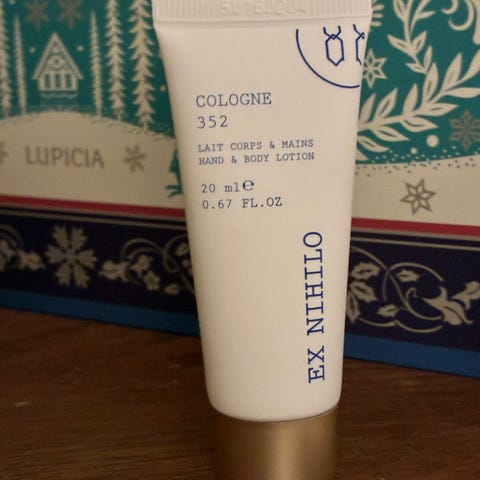 COLOGNE
352
LAIT CORPS & MAINS
HAND & BODY LOTION
20 ml e
0.67 FL.OZ
EX NIHILO
LUPICIA